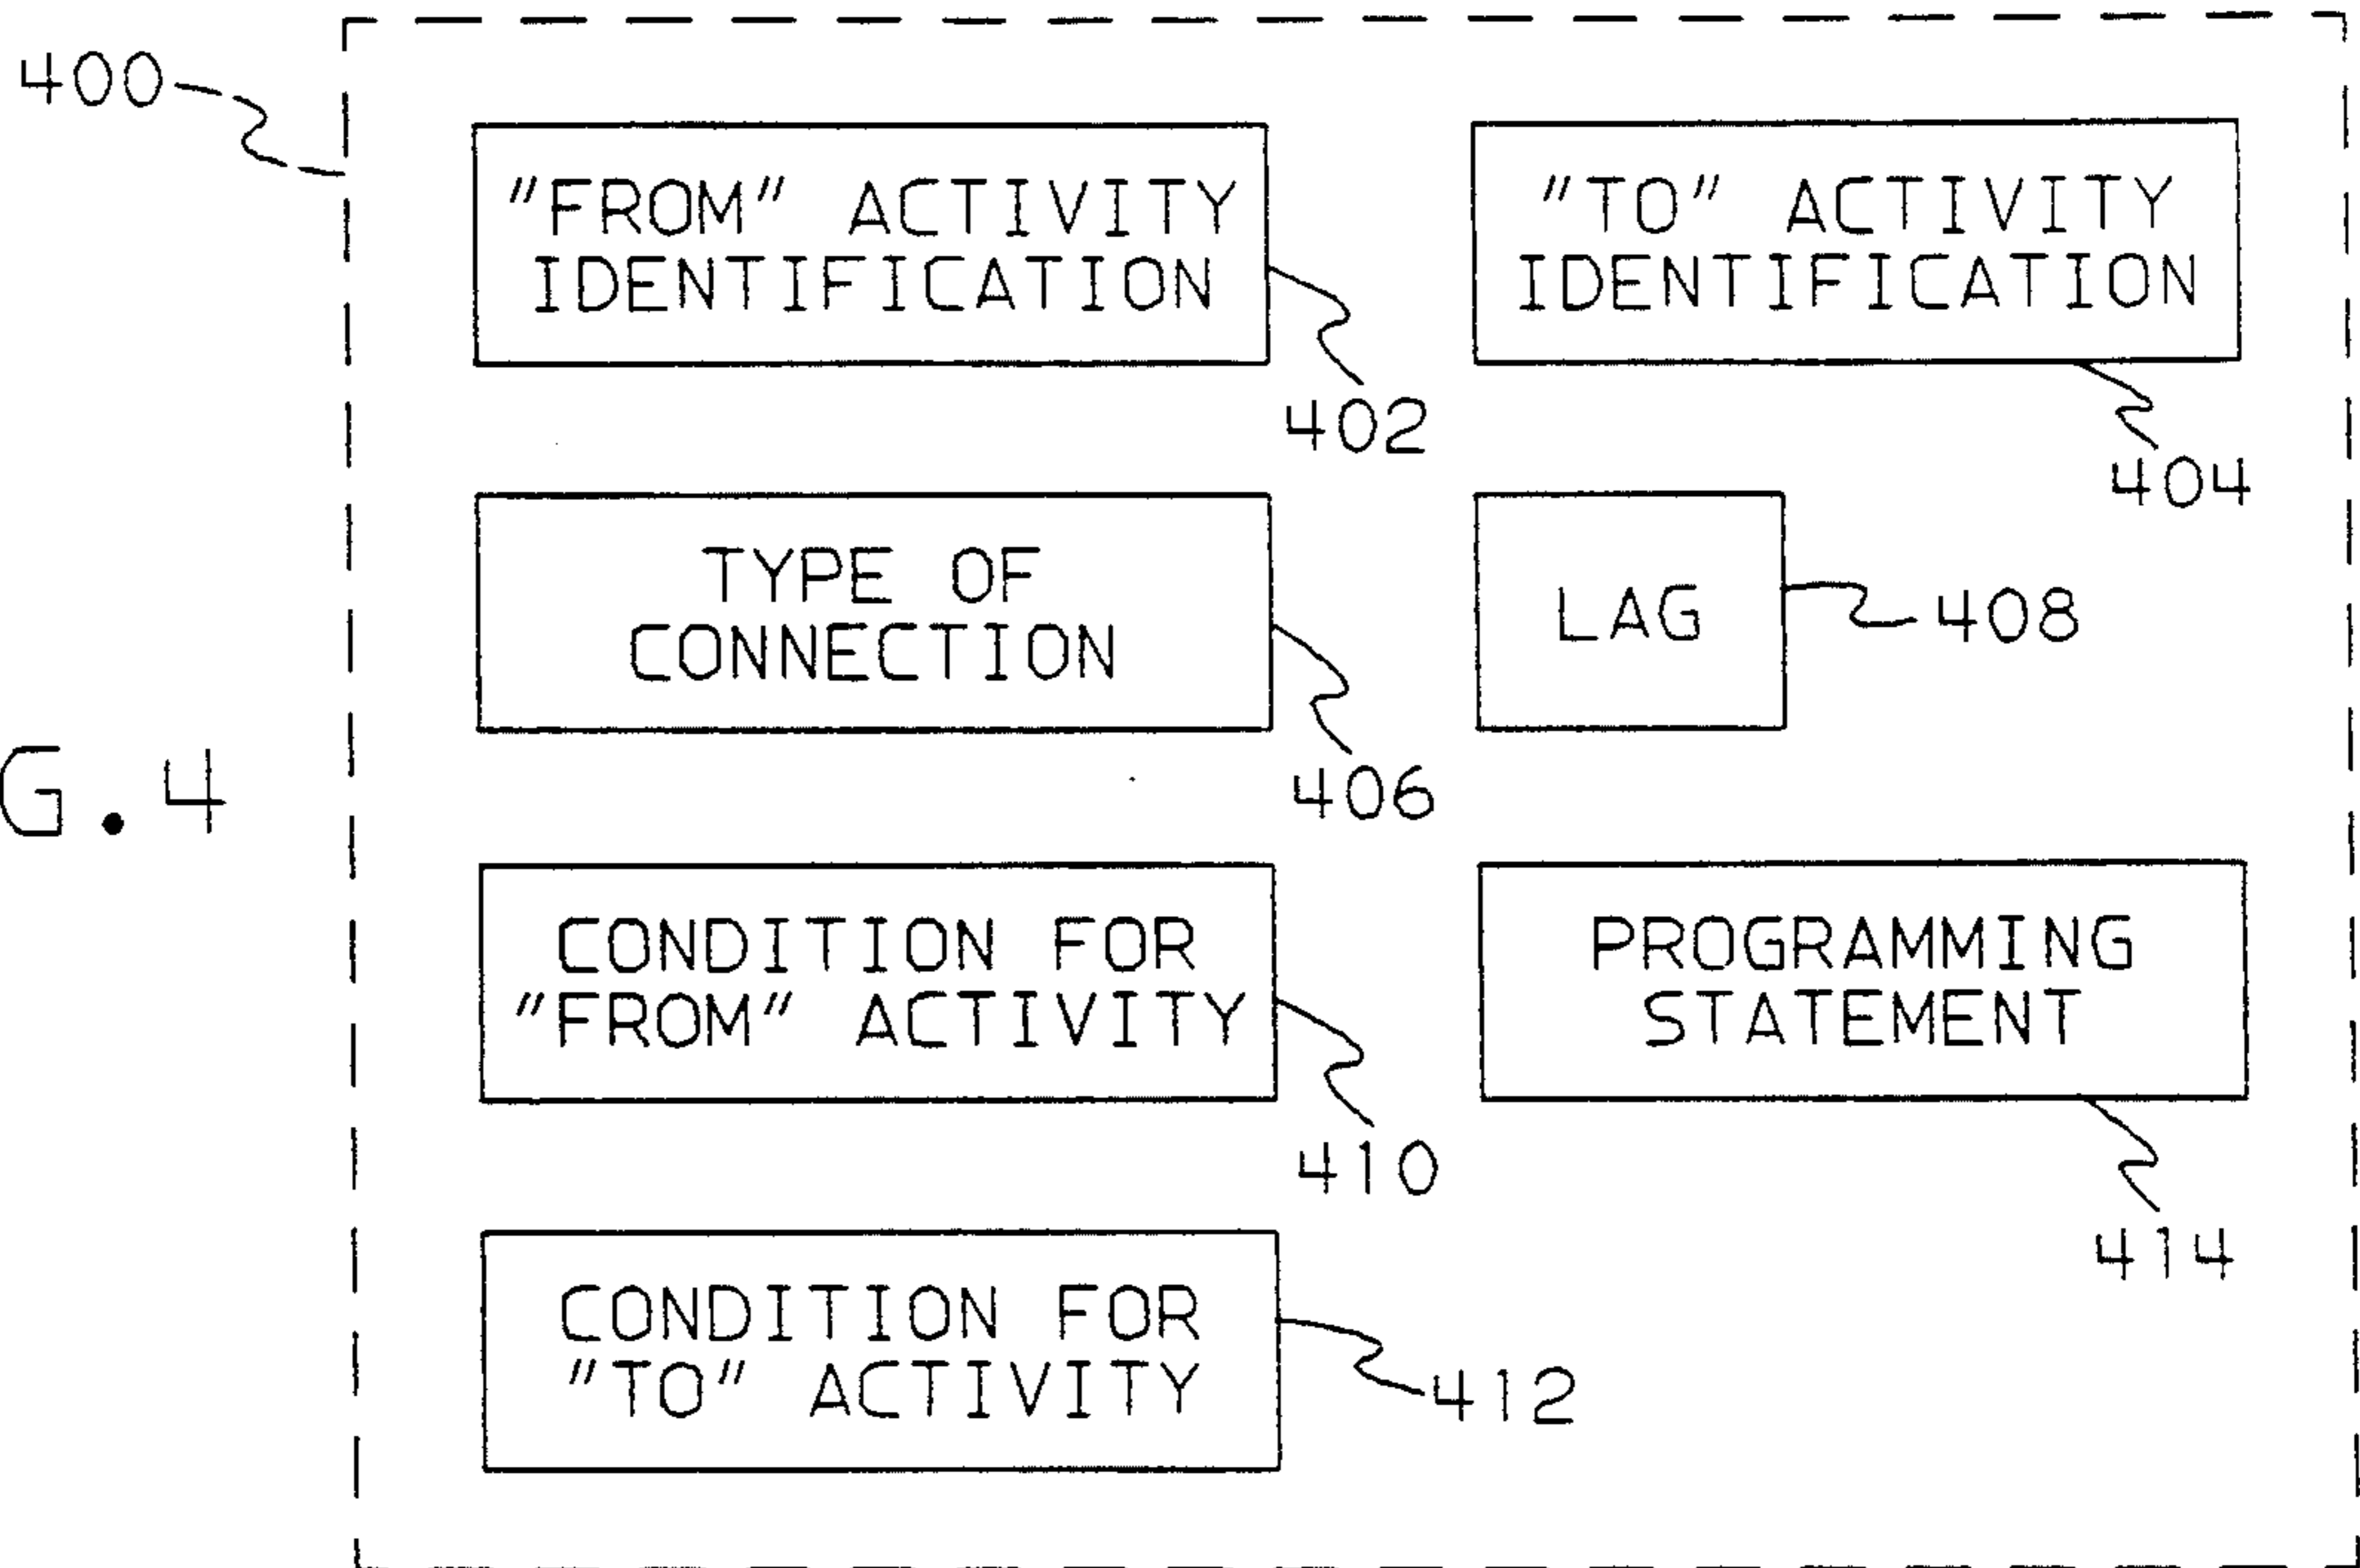 400
"FROM" ACTIVITY
IDENTIFICATION
402
"TO" ACTIVITY
IDENTIFICATION
404
TYPE OF
CONNECTION
406
LAG
408
G.4
CONDITION FOR
"FROM" ACTIVITY
410
PROGRAMMING
STATEMENT
414
CONDITION FOR
"TO" ACTIVITY
412